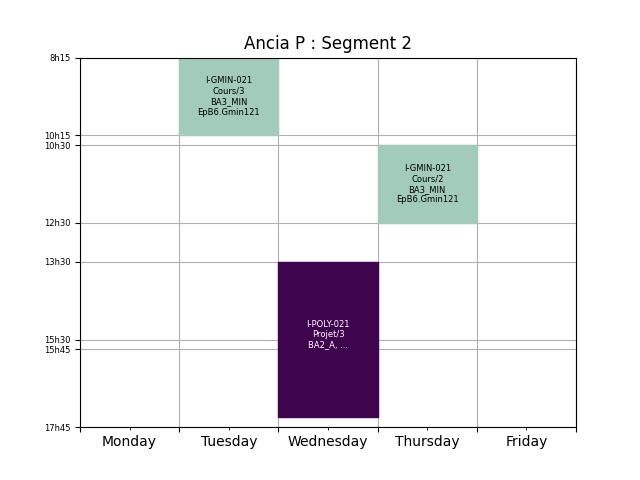 Ancia P : Segment 2
8h15
I-GMIN-021
Cours/3
BA3_MIN
EpB6.Gmin121
10h15
10h30
I-GMIN-021
Cours/2
BA3_MIN
EpB6.Gmin121
12h30
13h30
I-POLY-021
Projet/3
BA2_A, ...
15h30
15h45
17h45
Monday
Tuesday
Wednesday
Thursday
Friday